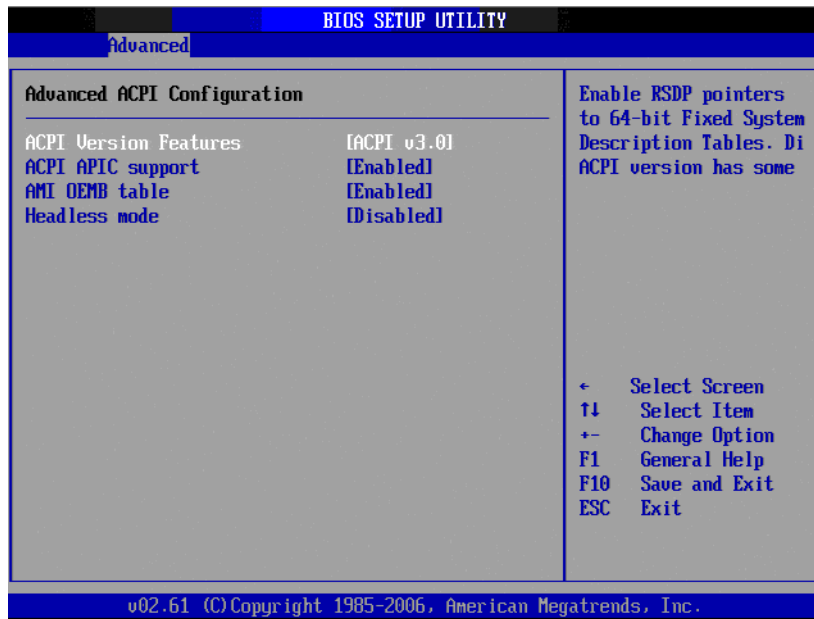 BIOS SETUP UTILITY
Advanced
Advanced ACPI Configuration
ACPI Version Features [ACPI v3.0]
ACPI APIC support [Enabled]
AMI OEMB table [Enabled]
Headless mode [Disabled]
Enable RSDP pointers
to 64-bit Fixed System
Description Tables. Di
ACPI version has some
← Select Screen
↑↓ Select Item
+- Change Option
F1 General Help
F10 Save and Exit
ESC Exit
v02.61 (C)Copyright 1985-2006, American Megatrends, Inc.